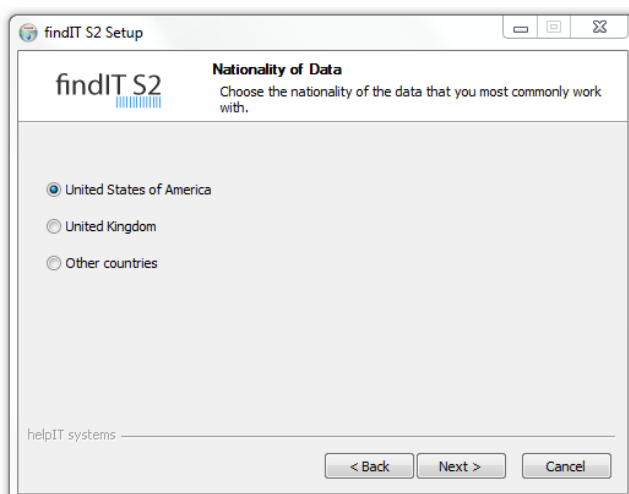 findIT S2 Setup
findIT S2
Nationality of Data
Choose the nationality of the data that you most commonly work
with.
United States of America
United Kingdom
Other countries
helpIT systems
< Back
Next >
Cancel